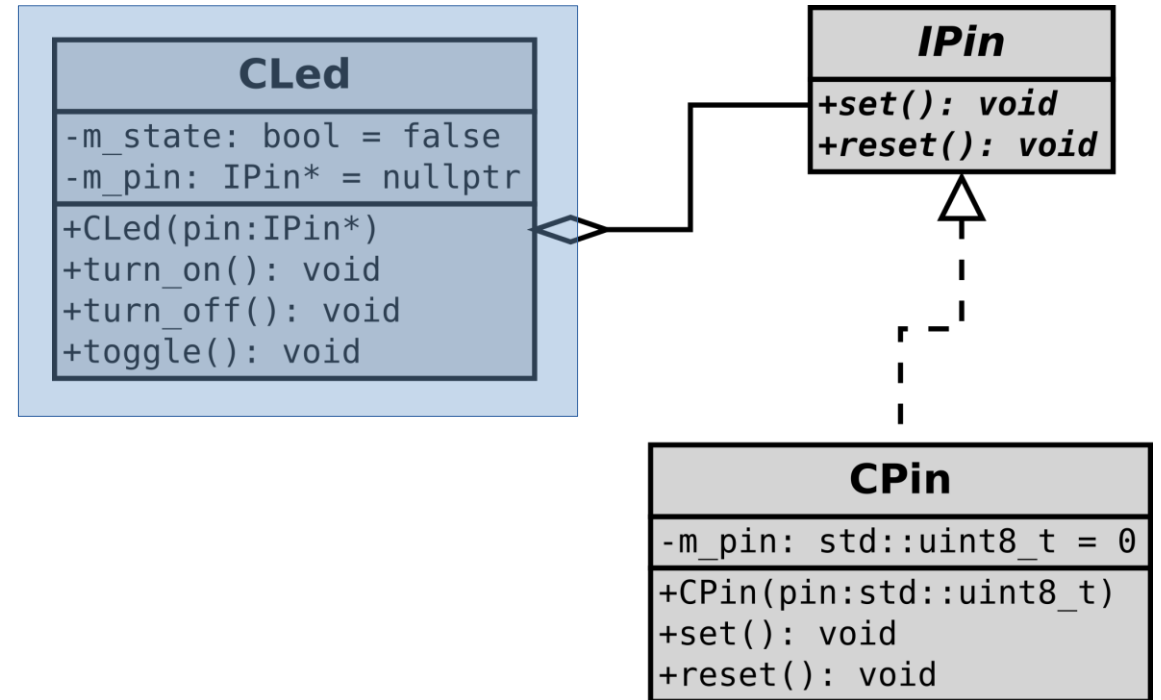 CLed
-m_state: bool = false
-m_pin: IPin* = nullptr
+CLed(pin:IPin*)
+turn_on(): void
+turn_off(): void
+toggle(): void
IPin
+set(): void
+reset(): void
CPin
-m_pin: std::uint8_t = 0
+CPin(pin:std::uint8_t)
+set(): void
+reset(): void